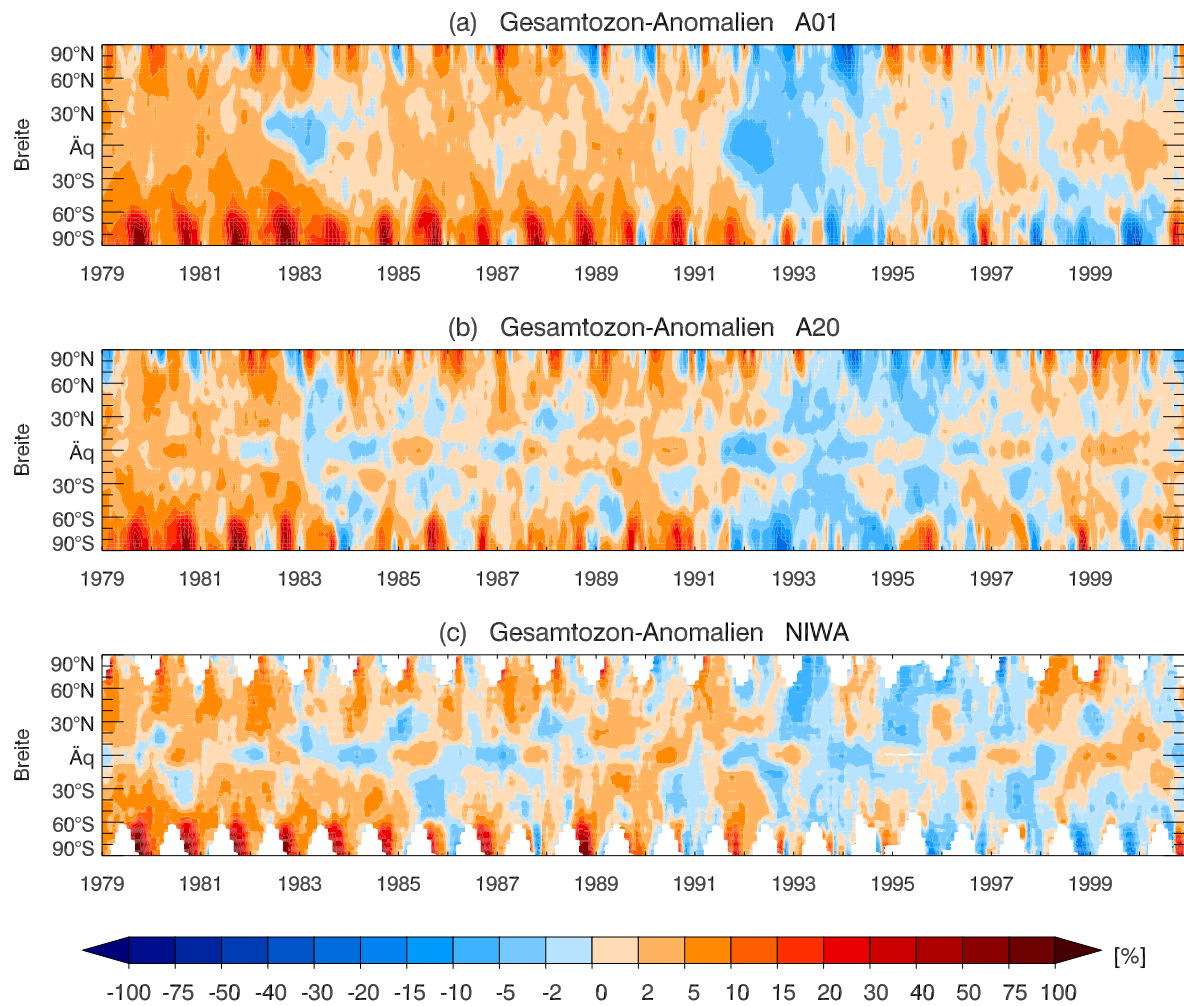 (a) Gesamtozon-Anomalien A01
90°N
60°N
30°N
Äq
30°S
60°S
90°S
Breite
1979 1981 1983 1985 1987 1989 1991 1993 1995 1997 1999
(b) Gesamtozon-Anomalien A20
90°N
60°N
30°N
Äq
30°S
60°S
90°S
Breite
1979 1981 1983 1985 1987 1989 1991 1993 1995 1997 1999
(c) Gesamtozon-Anomalien NIWA
90°N
60°N
30°N
Äq
30°S
60°S
90°S
Breite
1979 1981 1983 1985 1987 1989 1991 1993 1995 1997 1999
[%]
-100 -75 -50 -40 -30 -20 -15 -10 -5 -2 0 2 5 10 15 20 30 40 50 75 100